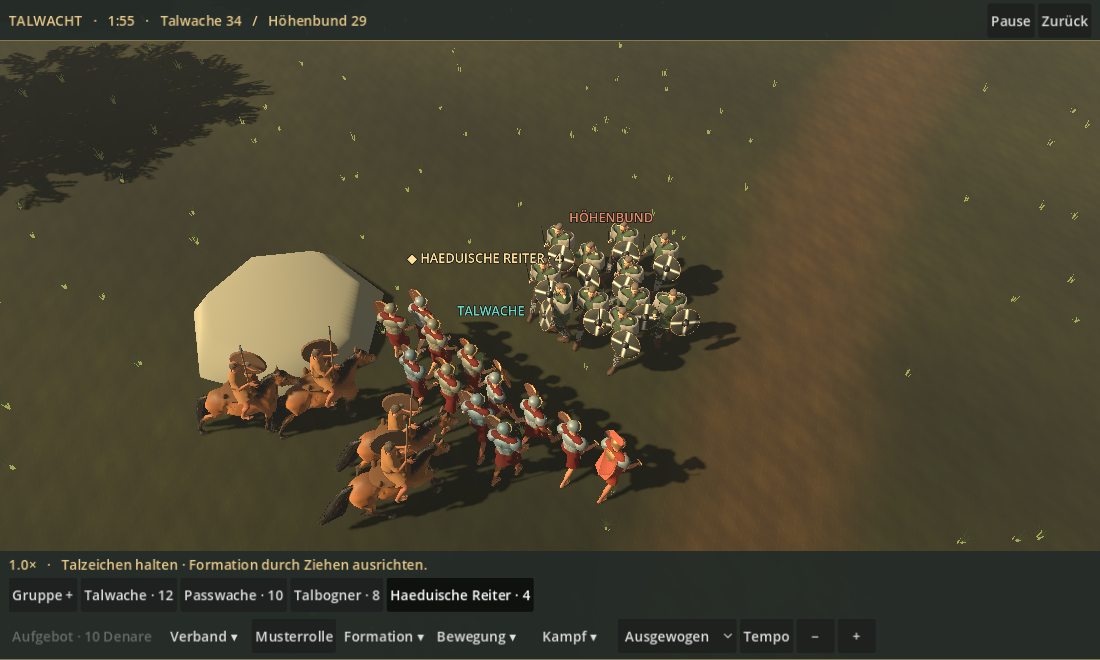 TALWACHT · 1:55 · Talwache 34 / Höhenbund 29 Pause Zurück
HÖHENBUND
◆ HAEDUISCHE REITER · 4
TALWACHE
1.0× · Talzeichen halten · Formation durch Ziehen ausrichten.
Gruppe + Talwache · 12 Passwache · 10 Talbogner · 8 Haeduische Reiter · 4
Aufgebot · 10 Denare Verband ▾ Musterrolle Formation ▾ Bewegung ▾ Kampf ▾ Ausgewogen Tempo − +